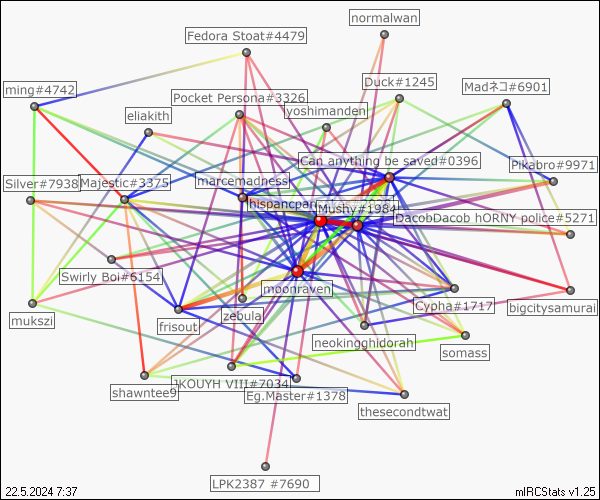 normalwan
Fedora Stoat#4479
ming#4742
Duck#1245
Madネコ#6901
Pocket Persona#3326
eliakith
yoshimanden
Can anything be saved#0396
Pikabro#9971
Silver#7938
Majestic#3375
marcemadness
hispancpar
Mushy#1984
DacobDacob hORNY police#5271
Swirly Boi#6154
moonraven
mukszi
frisout
zebulal
Cypha#1717
bigcitysamurai
neokingghidorah
somass
shawntee9
KOUYH VIII#7034
Eg.Master#1378
thesecondtwat
LPK2387 #7690
22.5.2024 7:37
mIRCStats v1.25